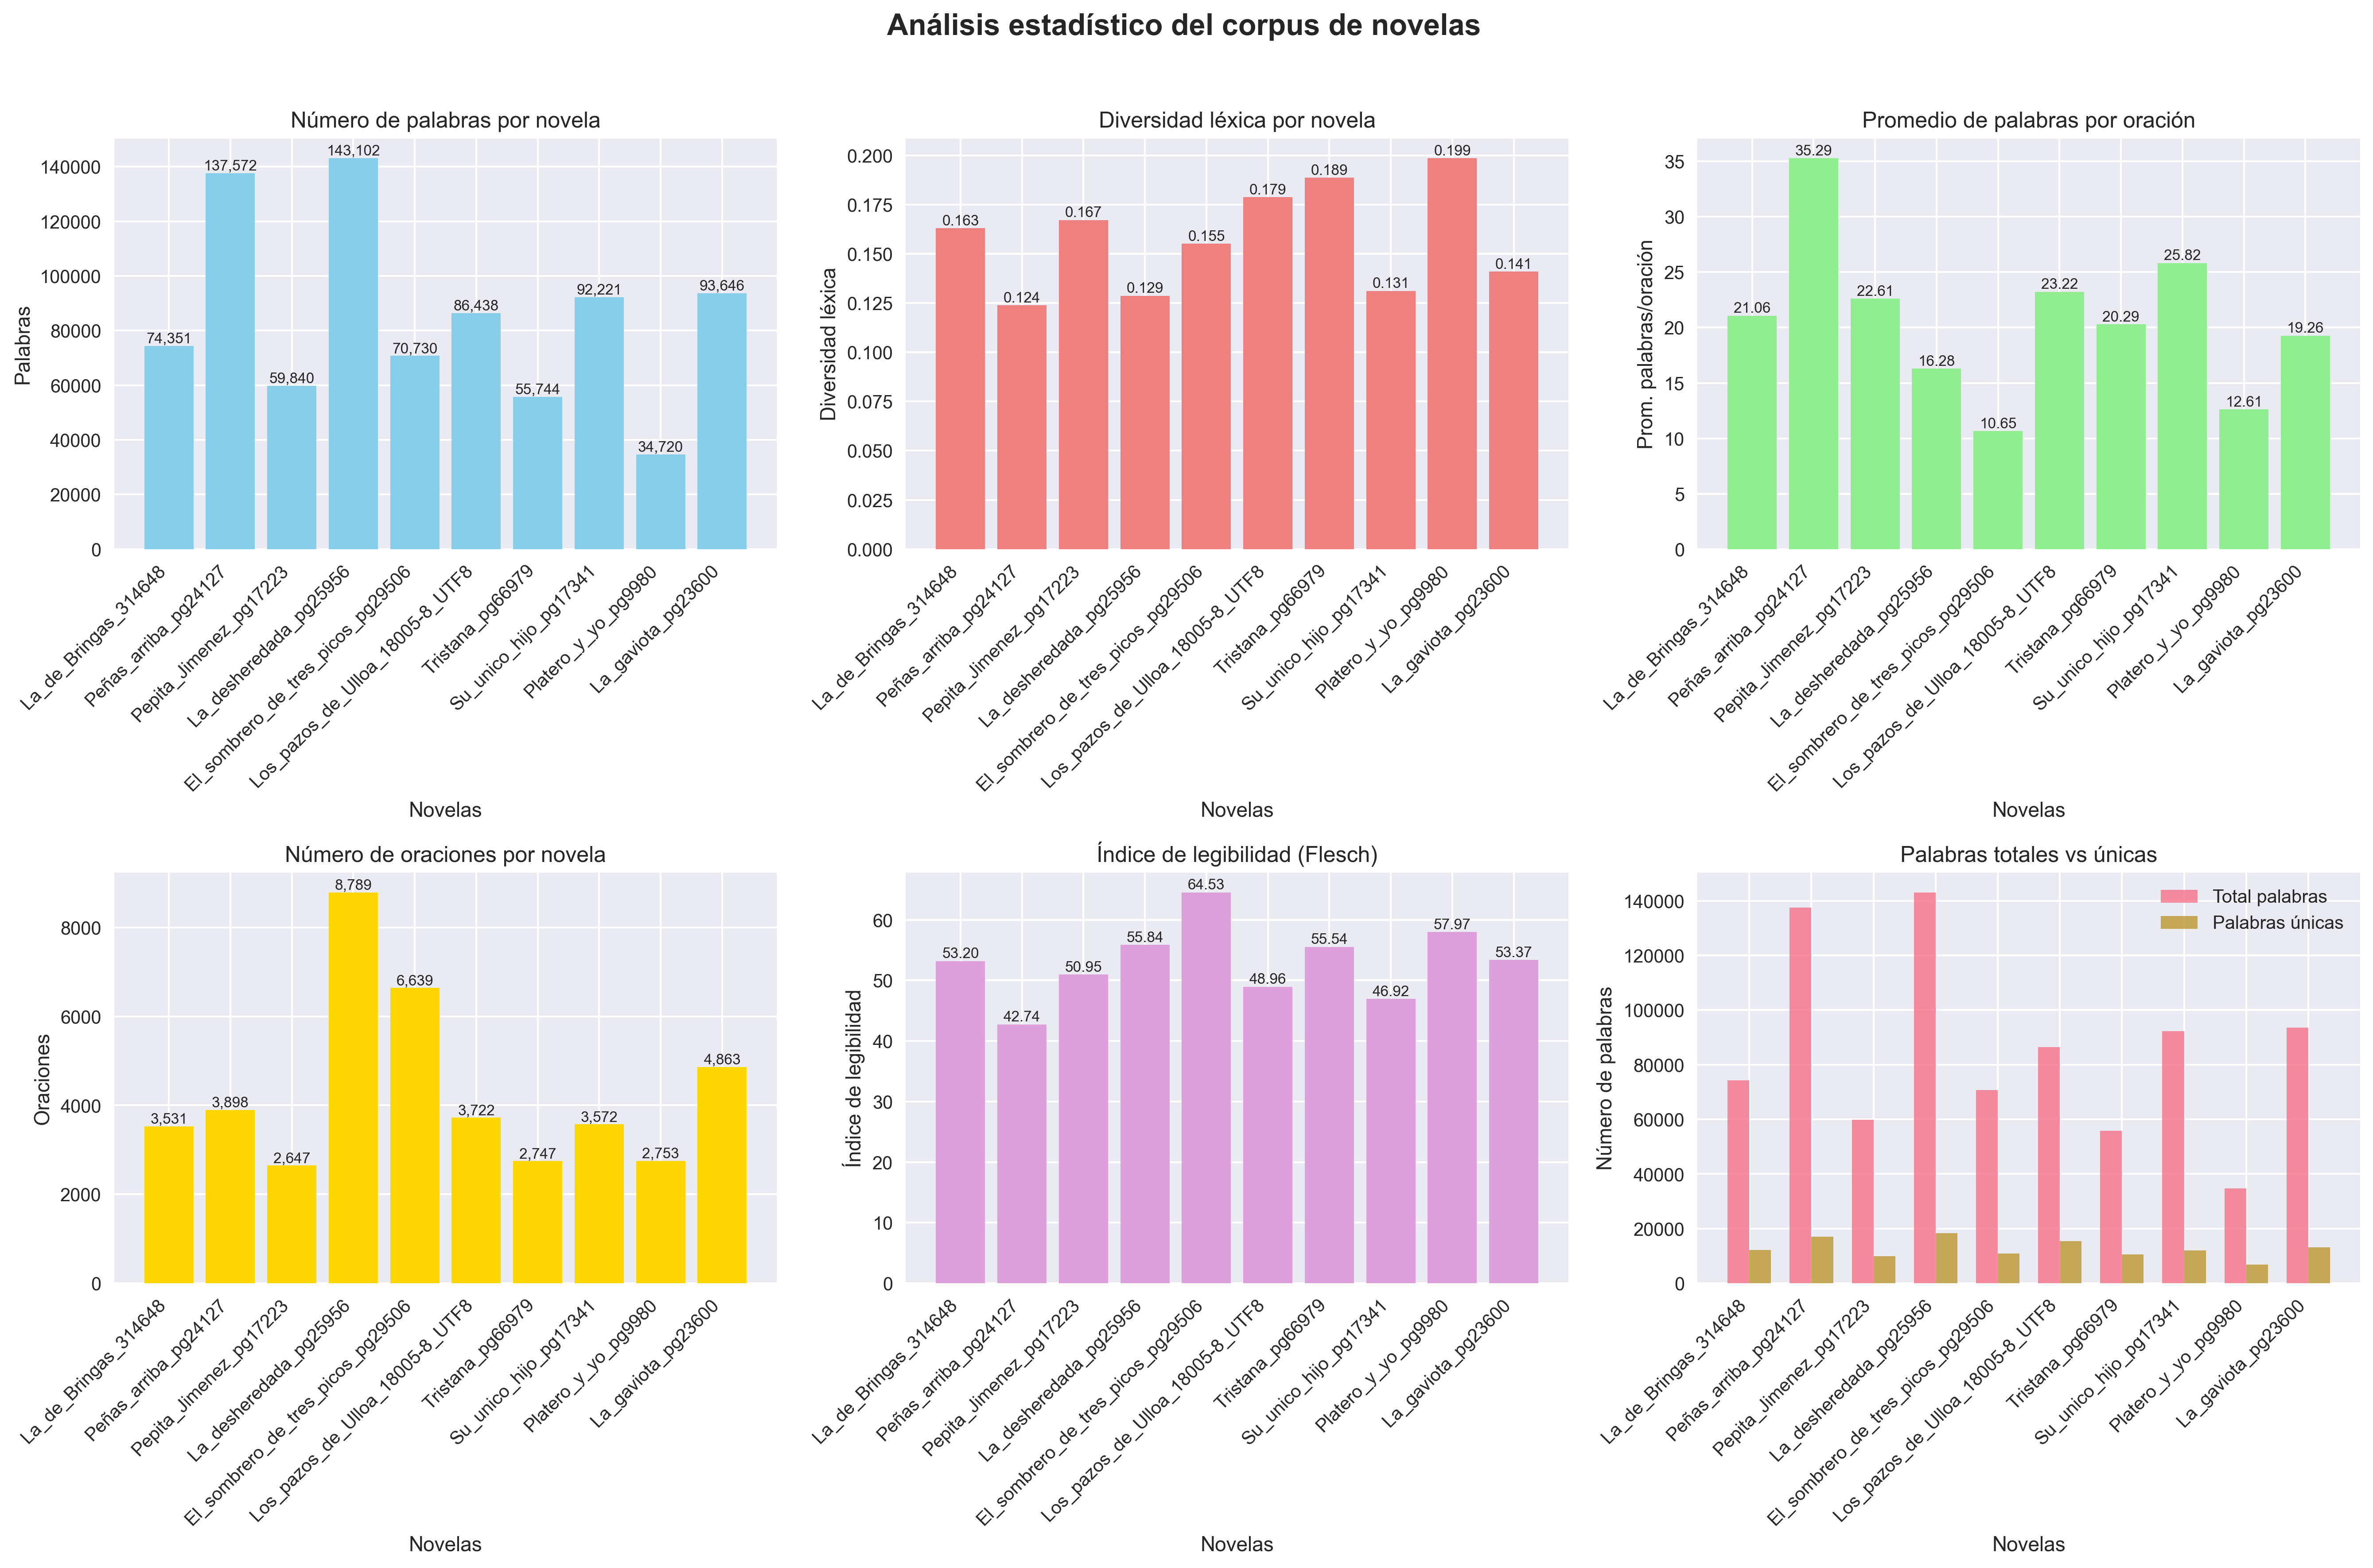 Análisis estadístico del corpus de novelas
Número de palabras por novela
Palabras
140000
120000
100000
80000
60000
40000
20000
0
74,351
137,572
59,840
143,102
70,730
86,438
55,744
92,221
34,720
93,646
La_de_Bringas_314648
Peñas_arriba_pg24127
Pepita_Jimenez_pg17223
La_desheredada_pg25956
El_sombrero_de_tres_picos_pg29506
Los_pazos_de_Ulloa_18005-8_UTF8
Tristana_pg66979
Su_unico_hijo_pg17341
Platero_y_yo_pg9980
La_gaviota_pg23600
Novelas
Diversidad léxica por novela
Diversidad léxica
0.200
0.175
0.150
0.125
0.100
0.075
0.050
0.025
0.000
0.163
0.124
0.167
0.129
0.155
0.179
0.189
0.131
0.199
0.141
La_de_Bringas_314648
Peñas_arriba_pg24127
Pepita_Jimenez_pg17223
La_desheredada_pg25956
El_sombrero_de_tres_picos_pg29506
Los_pazos_de_Ulloa_18005-8_UTF8
Tristana_pg66979
Su_unico_hijo_pg17341
Platero_y_yo_pg9980
La_gaviota_pg23600
Novelas
Promedio de palabras por oración
Prom. palabras/oración
35
30
25
20
15
10
5
0
21.06
35.29
22.61
16.28
10.65
23.22
20.29
25.82
12.61
19.26
La_de_Bringas_314648
Peñas_arriba_pg24127
Pepita_Jimenez_pg17223
La_desheredada_pg25956
El_sombrero_de_tres_picos_pg29506
Los_pazos_de_Ulloa_18005-8_UTF8
Tristana_pg66979
Su_unico_hijo_pg17341
Platero_y_yo_pg9980
La_gaviota_pg23600
Novelas
Número de oraciones por novela
Oraciones
8000
6000
4000
2000
0
3,531
3,898
2,647
8,789
6,639
3,722
2,747
3,572
2,753
4,863
La_de_Bringas_314648
Peñas_arriba_pg24127
Pepita_Jimenez_pg17223
La_desheredada_pg25956
El_sombrero_de_tres_picos_pg29506
Los_pazos_de_Ulloa_18005-8_UTF8
Tristana_pg66979
Su_unico_hijo_pg17341
Platero_y_yo_pg9980
La_gaviota_pg23600
Novelas
Índice de legibilidad (Flesch)
Índice de legibilidad
60
50
40
30
20
10
0
53.20
42.74
50.95
55.84
64.53
48.96
55.54
46.92
57.97
53.37
La_de_Bringas_314648
Peñas_arriba_pg24127
Pepita_Jimenez_pg17223
La_desheredada_pg25956
El_sombrero_de_tres_picos_pg29506
Los_pazos_de_Ulloa_18005-8_UTF8
Tristana_pg66979
Su_unico_hijo_pg17341
Platero_y_yo_pg9980
La_gaviota_pg23600
Novelas
Palabras totales vs únicas
Número de palabras
140000
120000
100000
80000
60000
40000
20000
0
Total palabras
Palabras únicas
La_de_Bringas_314648
Peñas_arriba_pg24127
Pepita_Jimenez_pg17223
La_desheredada_pg25956
El_sombrero_de_tres_picos_pg29506
Los_pazos_de_Ulloa_18005-8_UTF8
Tristana_pg66979
Su_unico_hijo_pg17341
Platero_y_yo_pg9980
La_gaviota_pg23600
Novelas